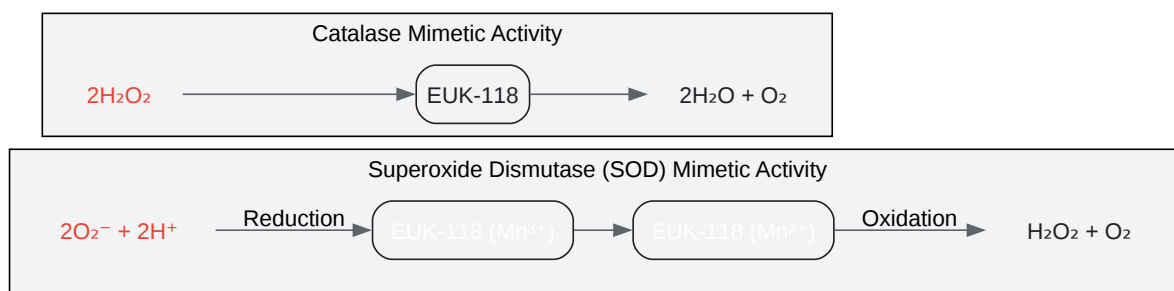 Catalase Mimetic Activity
2H₂O₂ EUK-118 2H₂O + O₂
Superoxide Dismutase (SOD) Mimetic Activity
2O₂⁻ + 2H⁺ Reduction EUK-118 (Mn³⁺) EUK-118 (Mn²⁺) Oxidation H₂O₂ + O₂